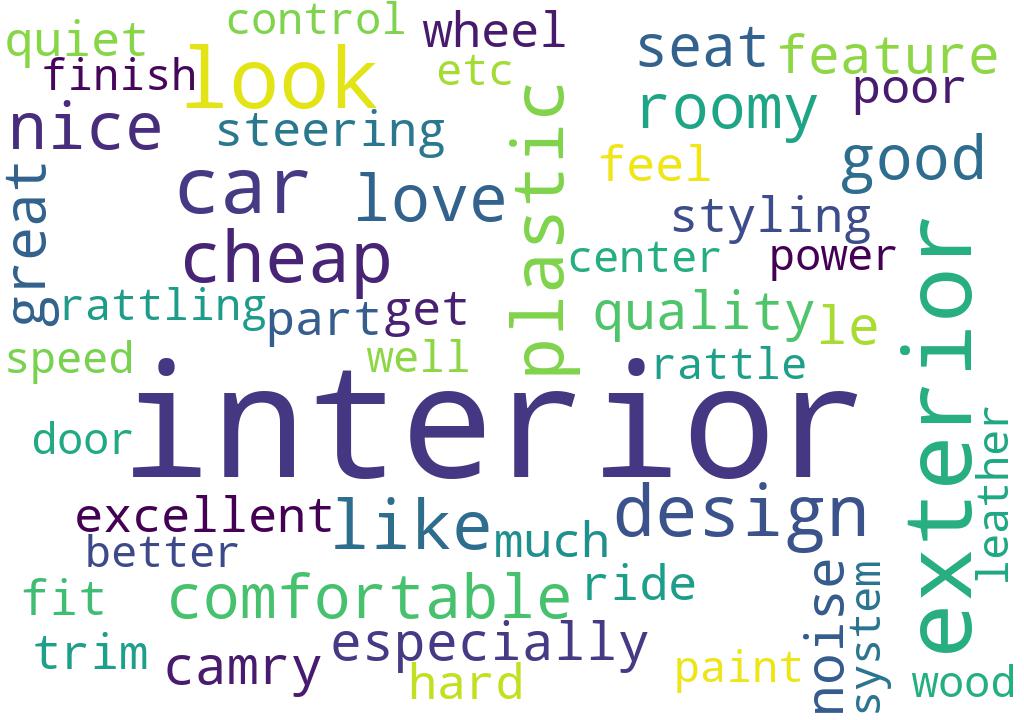 quiet control wheel seat feature
finish look etc poor
nice steering plastic roomy good
great car love feel styling
cheap center power exterior
rattling part get quality le
speed well rattle
interior
door leather
excellent like much design
better
fit comfortable ride noise system
trim camry especially paint wood
hard